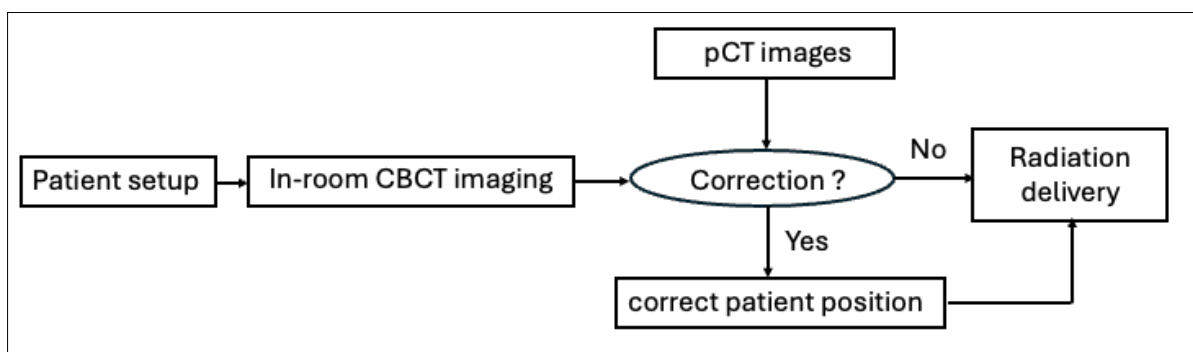 pCT images
Patient setup
In-room CBCT imaging
Correction ?
No
Radiation
delivery
Yes
correct patient position